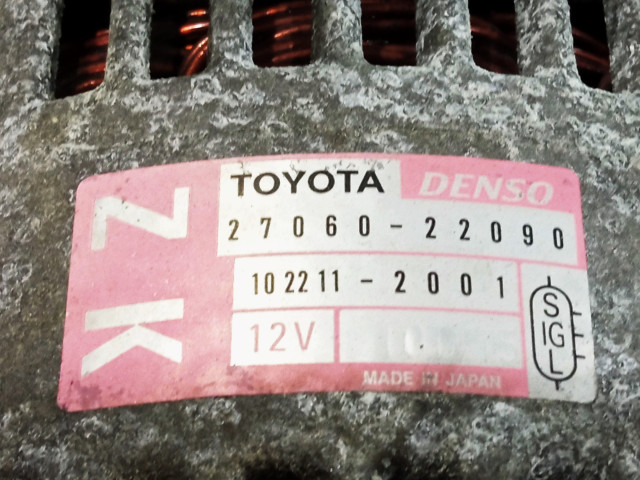 ZK
TOYOTA DENSO
27060-22090
102211-2001
12V
MADE IN JAPAN
S
IG
L